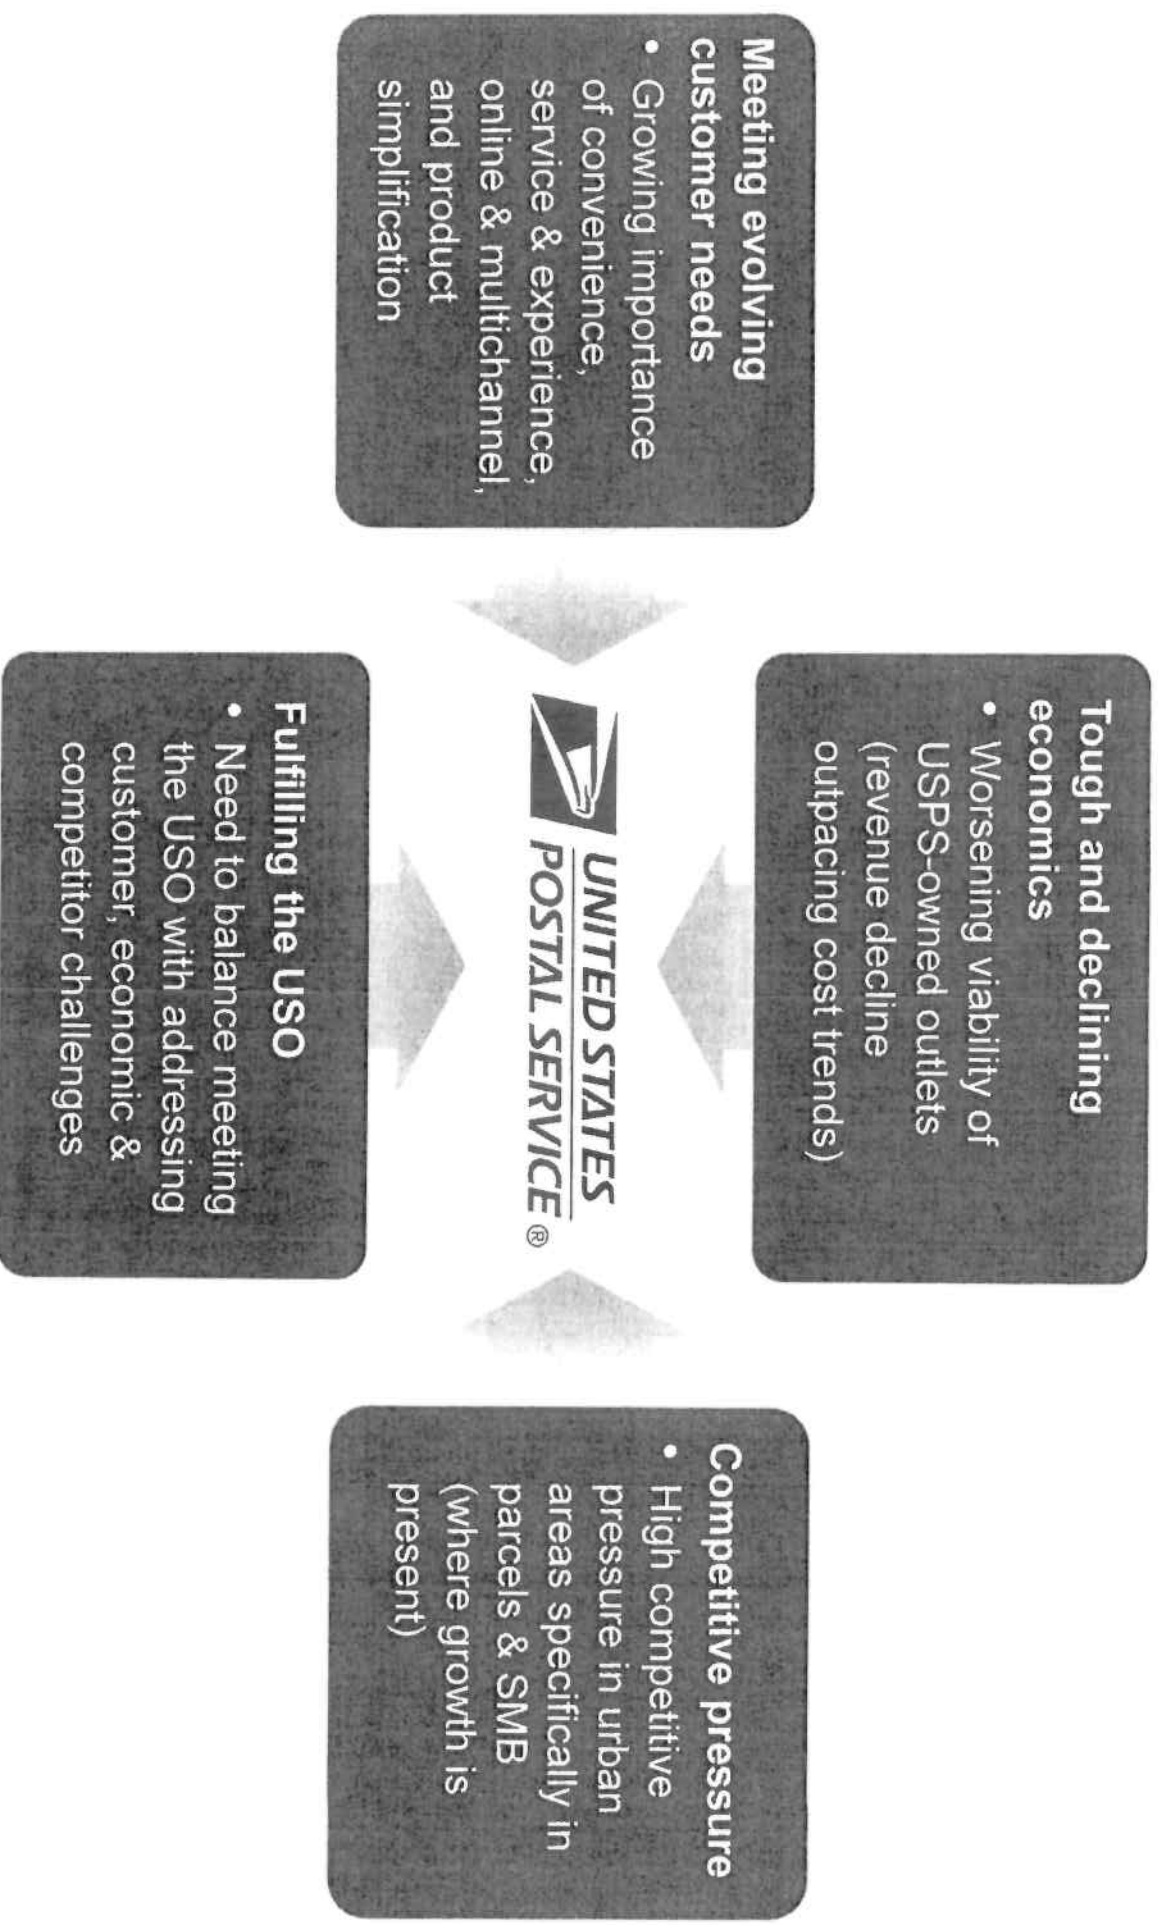 Tough and declining
economics
• Worsening viability of
USPS-owned outlets
(revenue decline
outpacing cost trends)
Meeting evolving
customer needs
• Growing importance
of convenience,
service & experience,
online & multichannel,
and product
simplification
UNITED STATES
POSTAL SERVICE ®
Competitive pressure
• High competitive
pressure in urban
areas specifically in
parcels & SMB
(where growth is
present)
Fulfilling the USO
• Need to balance meeting
the USO with addressing
customer, economic &
competitor challenges